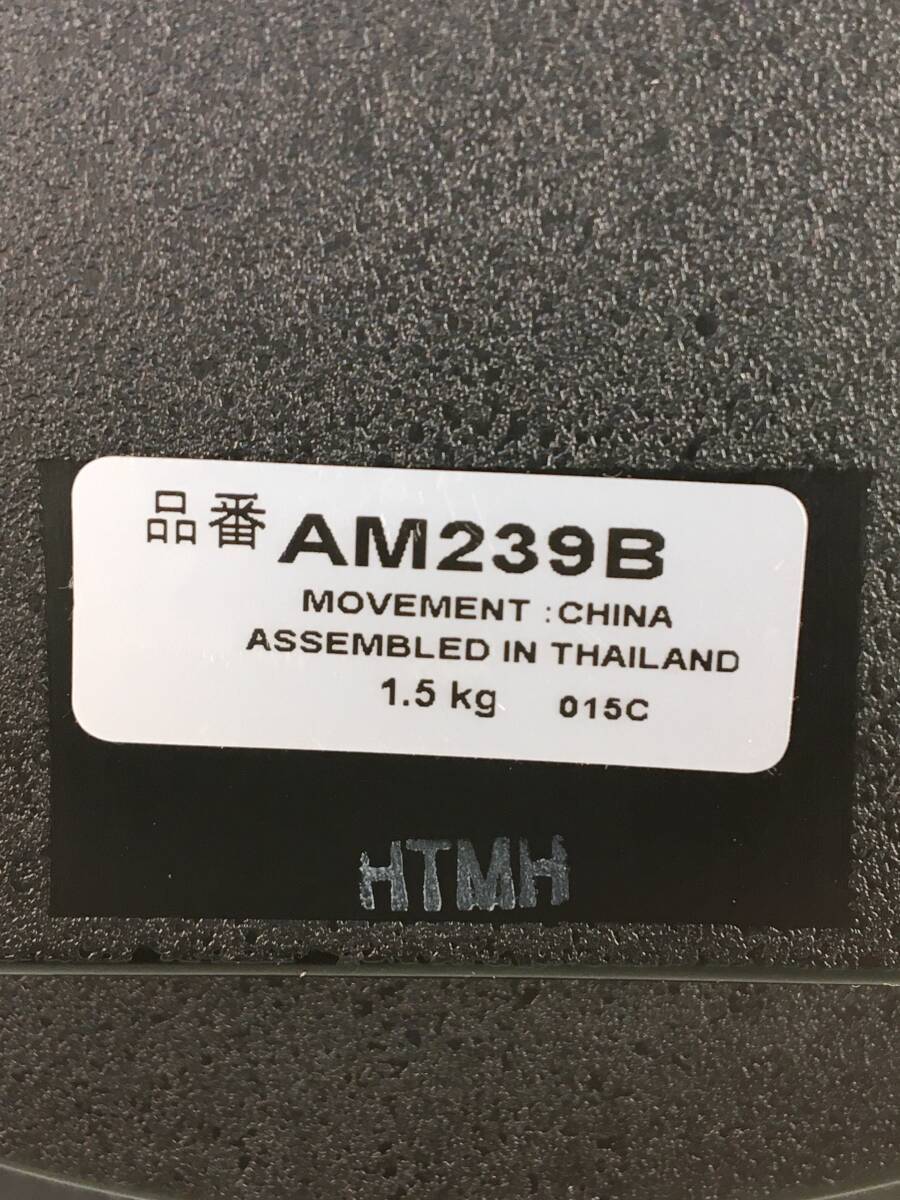 品番 AM239B
MOVEMENT : CHINA
ASSEMBLED IN THAILAND
1.5 kg 015C
HTMH